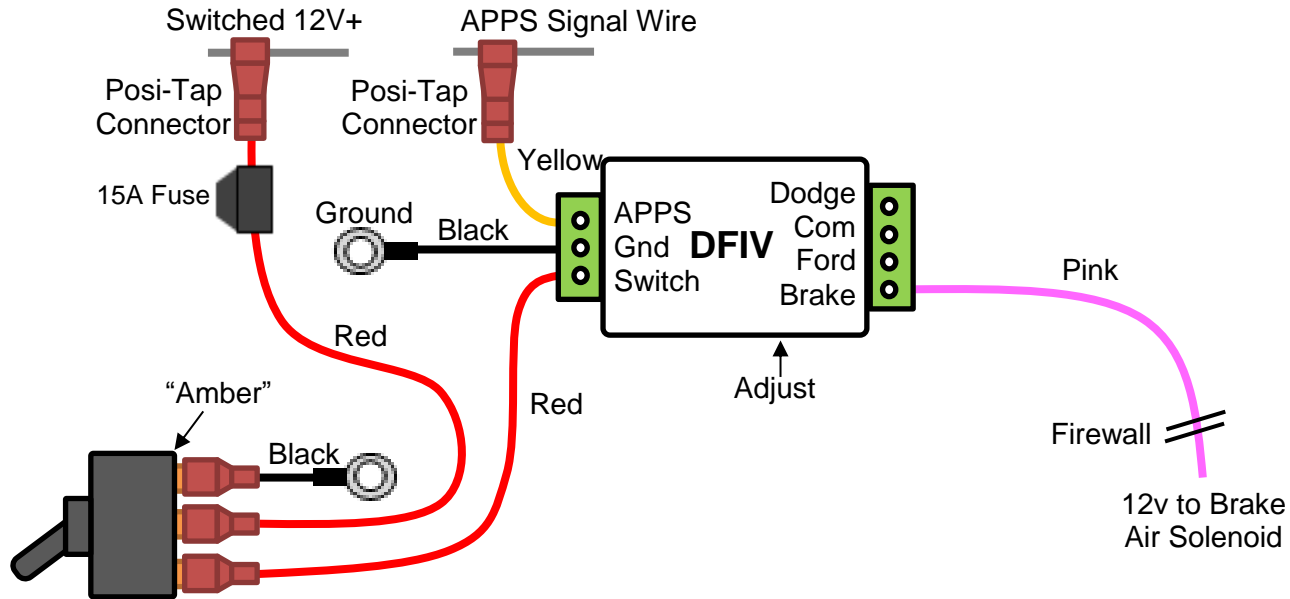 Switched 12V+
APPS Signal Wire
Posi-Tap
Connector
Posi-Tap
Connector
Yellow
15A Fuse
Ground
Black
APPS
Gnd
Switch
DFIV
Dodge
Com
Ford
Brake
Pink
Red
Adjust
Red
“Amber”
Black
Firewall
12v to Brake
Air Solenoid